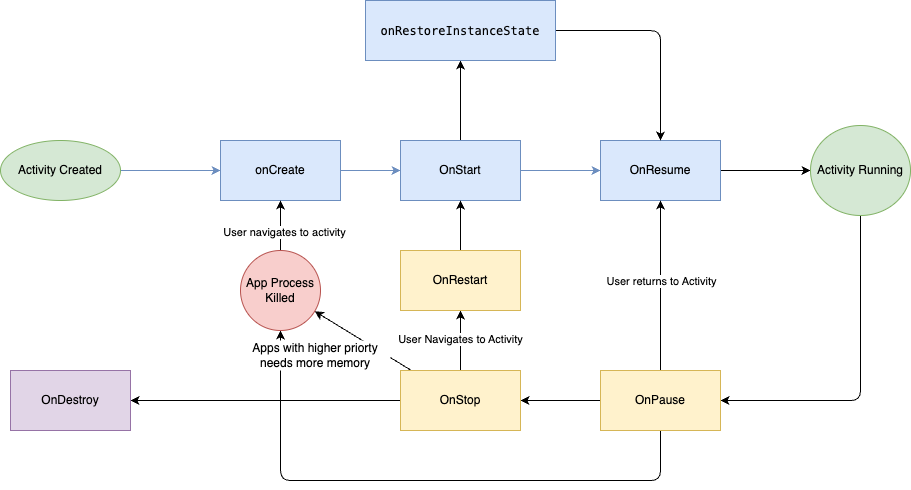 onRestoreInstanceState
Activity Created
onCreate
OnStart
OnResume
Activity Running
User navigates to activity
App Process
Killed
OnRestart
User returns to Activity
User Navigates to Activity
Apps with higher priorty
needs more memory
OnDestroy
OnStop
OnPause